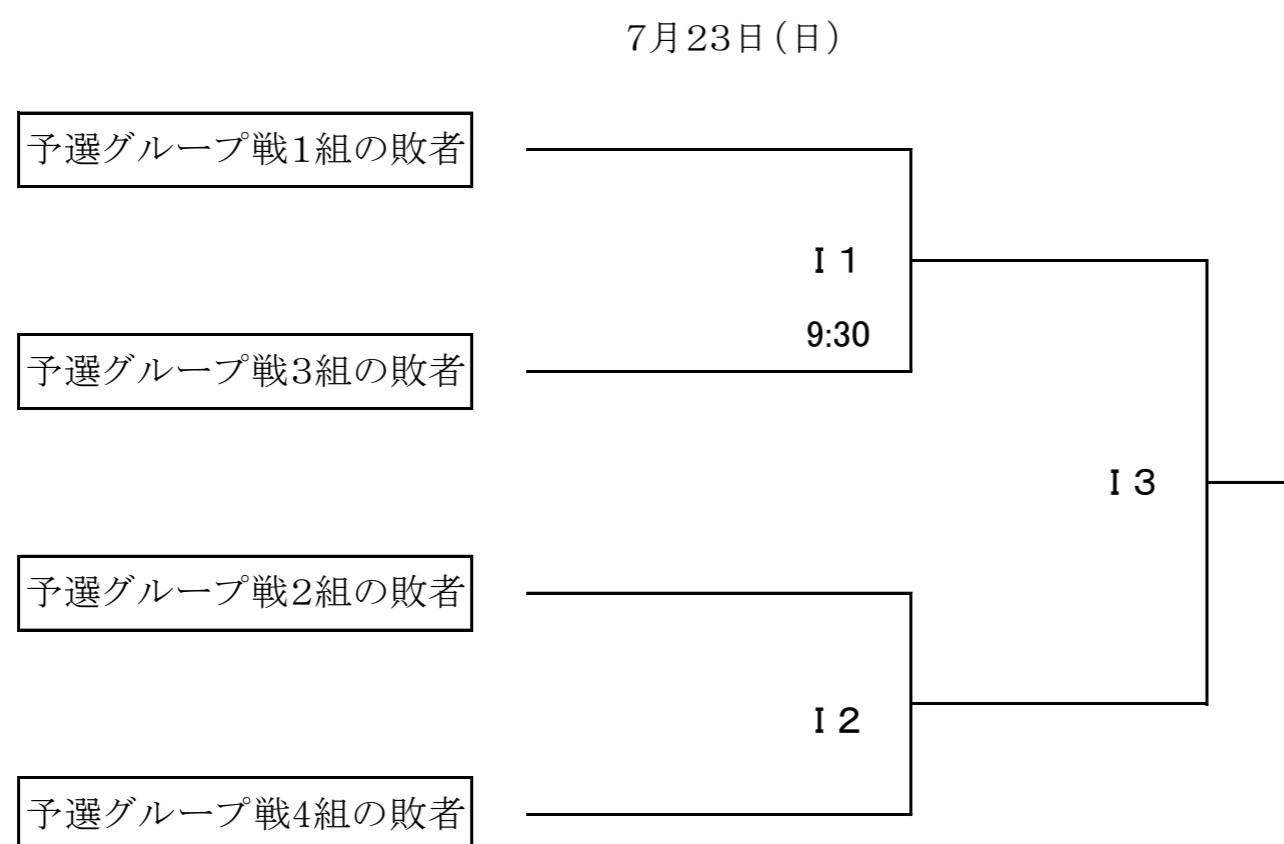 7月23日(日)
予選グループ戦1組の敗者
I 1
9:30
予選グループ戦3組の敗者
I 3
予選グループ戦2組の敗者
I 2
予選グループ戦4組の敗者